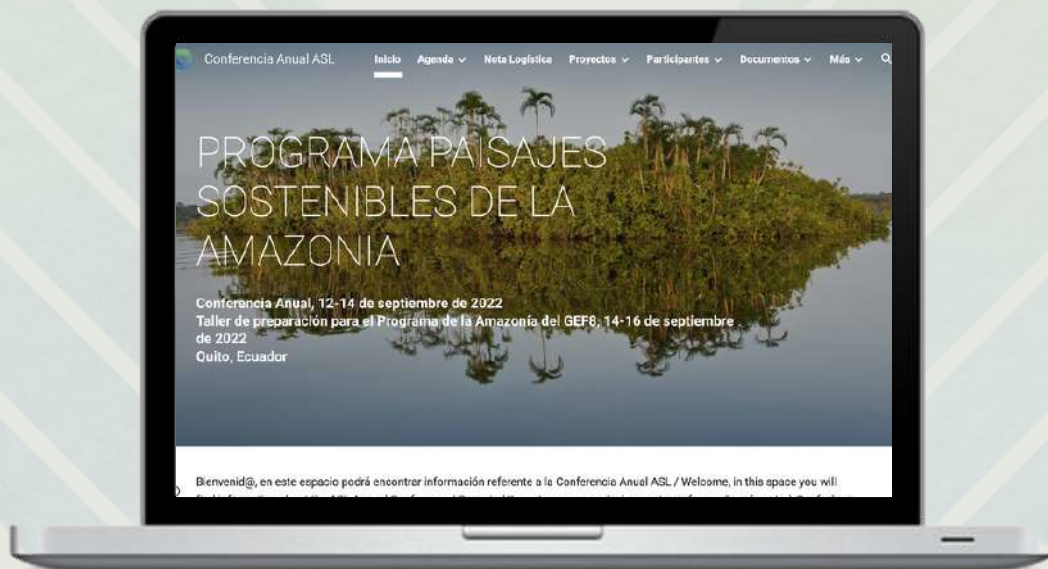 Conferencia Anual ASL
Inicio Agenda Nota Logística Proyectos Participantes Documentos Más
PROGRAMA PAISAJES
SOSTENIBLES DE LA
AMAZONIA
Conferencia Anual, 12-14 de septiembre de 2022
Taller de preparación para el Programa de la Amazonía del GEF8, 14-16 de septiembre
de 2022
Quito, Ecuador
Bienvenid@, en este espacio podrá encontrar información referente a la Conferencia Anual ASL / Welcome, in this space you will